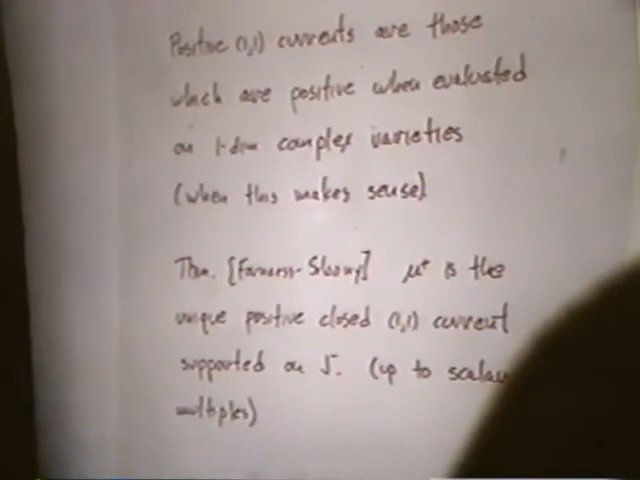 Positive (1,1) currents are those
which are positive when evaluated
on 1-dim complex varieties
(when this makes sense)
Thm. [Fornaess-Sibony] μ⁺ is the
unique positive closed (1,1) current
supported on J⁻. (up to scalar
multiples)